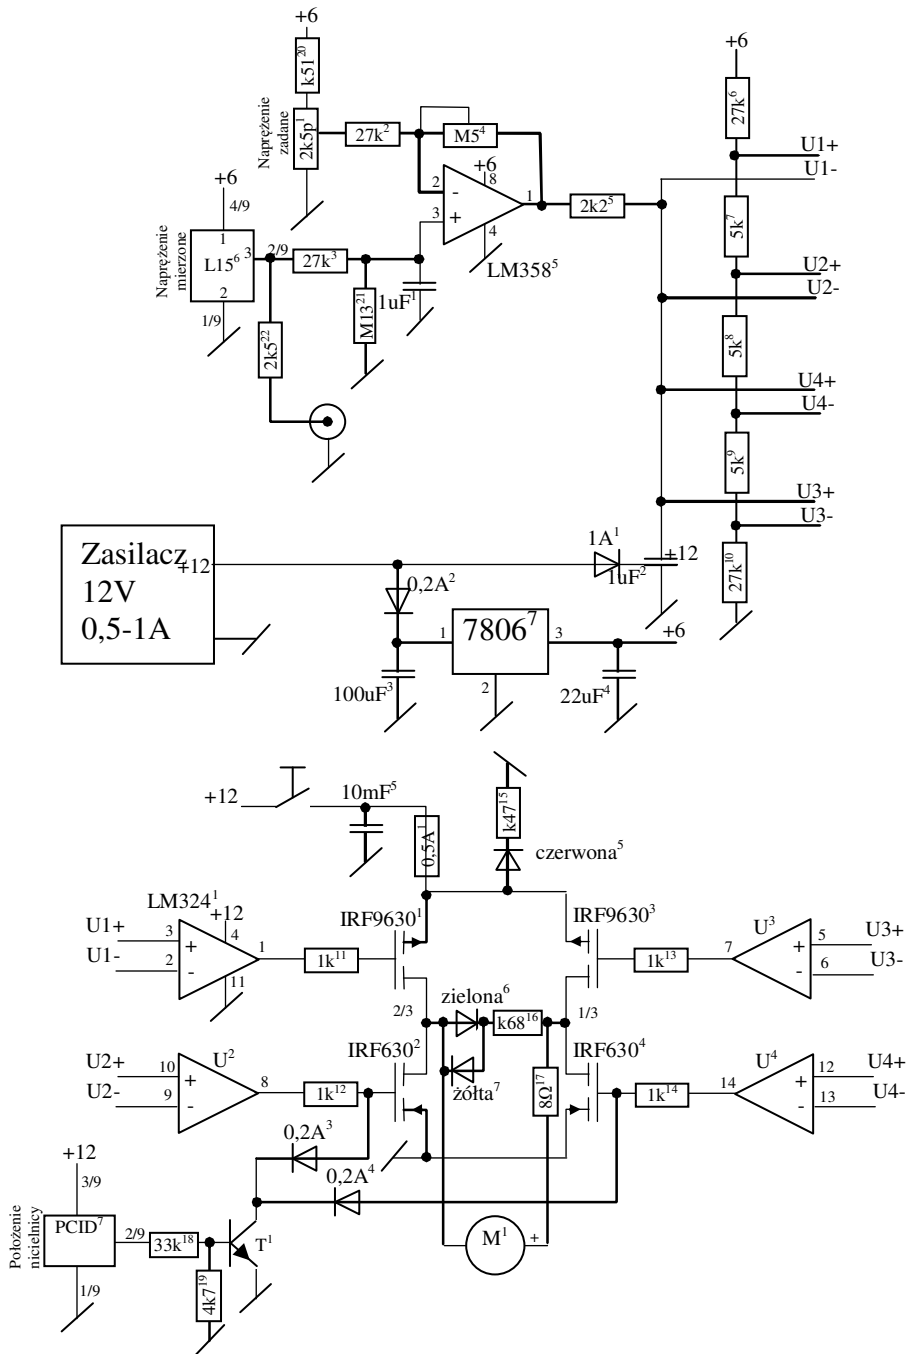 +6
k51²⁰
Naprężenie zadane
2k5p¹
27k²
M5⁴
+6
8
2
-
3
+
1
4
LM358⁵
2k2⁵
+6
27k⁶
U1+
U1-
5k⁷
U2+
U2-
5k⁸
U4+
U4-
5k⁹
U3+
U3-
27k¹⁰
+6
4/9
Naprężenie mierzone
1
L15⁶
3
2
2/9
27k³
1/9
M13²¹
1uF¹
2k5²²
Zasilacz
12V
0,5-1A
+12
1A¹
+12
1uF²
0,2A²
1
7806⁷
3
+6
2
100uF³
22uF⁴
+12
10mF⁵
0,5A¹
k47¹⁵
czerwona⁵
LM324¹
+12
U1+
U1-
3
+
2
-
4
1
11
1k¹¹
IRF9630¹
IRF9630³
1k¹³
7
U³
+
5
-
6
U3+
U3-
2/3
zielona⁶
k68¹⁶
1/3
U2+
U2-
10
+
9
-
U²
8
1k¹²
IRF630²
żółta⁷
8Ω¹⁷
IRF630⁴
1k¹⁴
14
U⁴
+
12
-
13
U4+
U4-
0,2A³
0,2A⁴
+12
3/9
Położenie nicielnicy
PCID⁷
2/9
33k¹⁸
T¹
1/9
4k7¹⁹
M¹
+